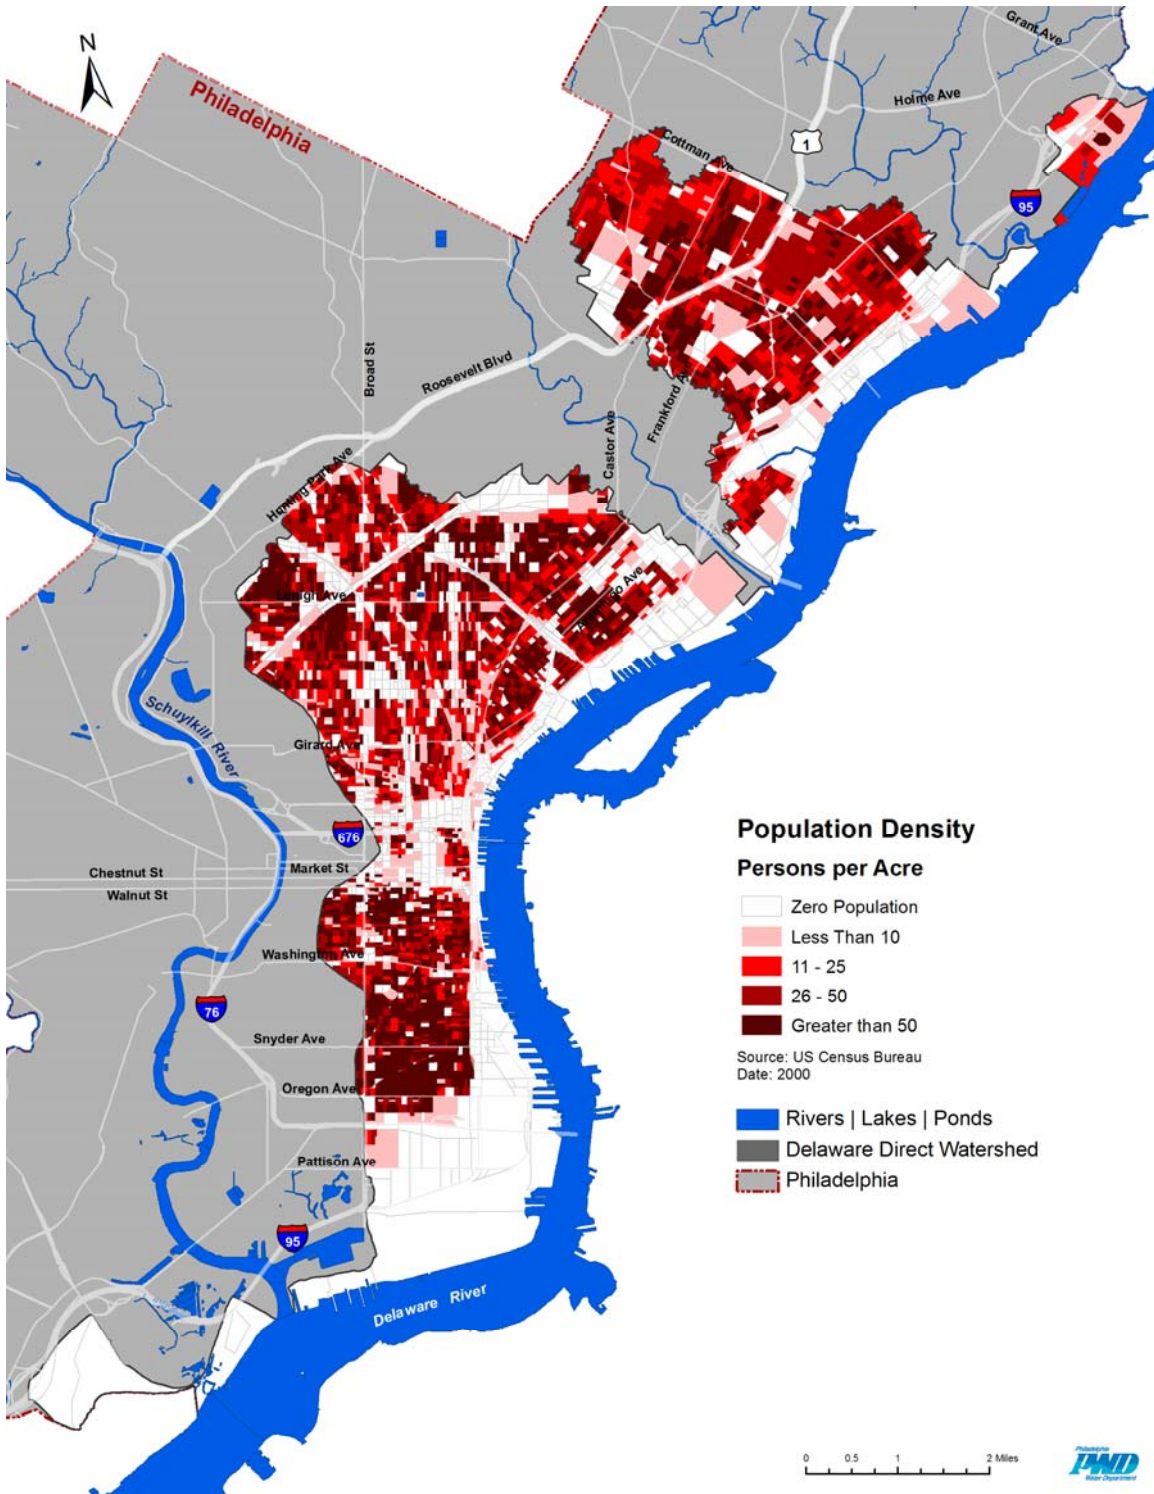 Grant Ave
N
Holme Ave
Philadelphia
Cottman Ave
1
95
Broad St
Roosevelt Blvd
Frankford Ave
Castor Ave
Hunting Park Ave
Lehigh Ave
Schuylkill River
Girard Ave
676
Market St
Chestnut St
Walnut St
Washington Ave
76
Snyder Ave
Oregon Ave
Pattison Ave
95
Delaware River
Population Density
Persons per Acre
Zero Population
Less Than 10
11 - 25
26 - 50
Greater than 50
Source: US Census Bureau
Date: 2000
Rivers | Lakes | Ponds
Delaware Direct Watershed
Philadelphia
0 0.5 1 2 Miles
Philadelphia
PWD
Water Department